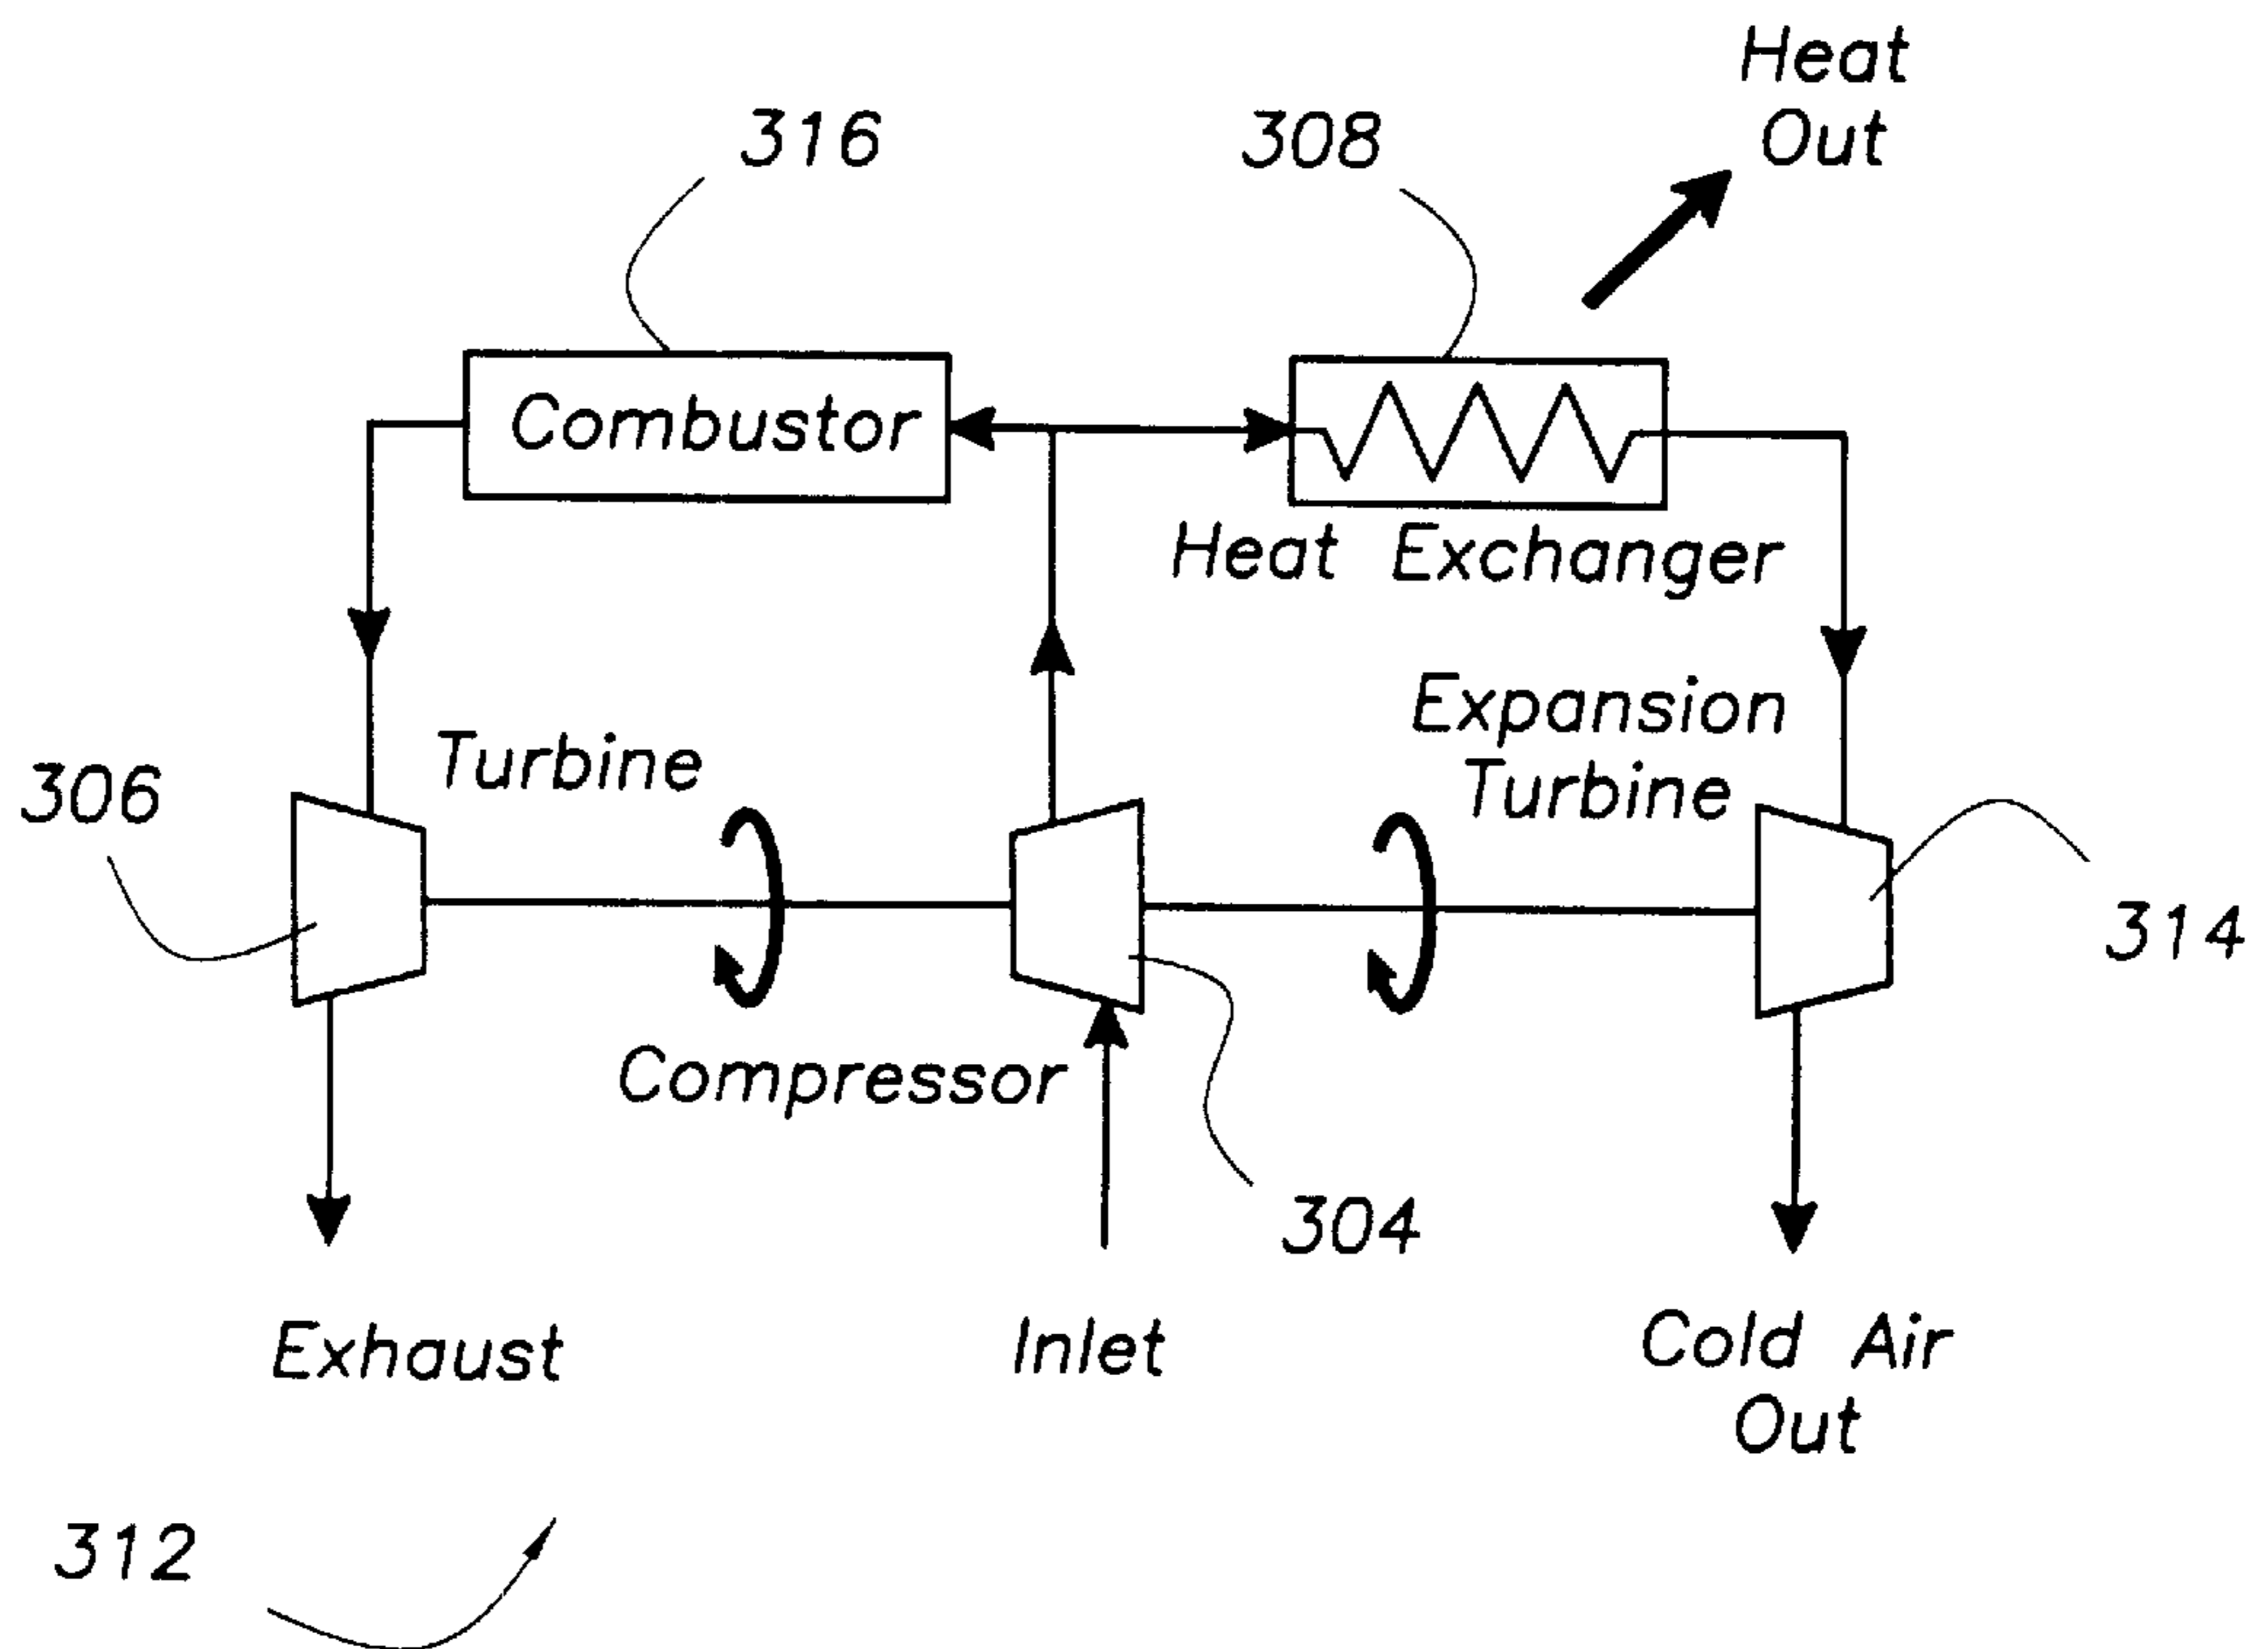 Heat
Out
316
308
Combustor
Heat Exchanger
Expansion
Turbine
Turbine
306
314
Compressor
304
Exhaust
Inlet
Cold Air
Out
312